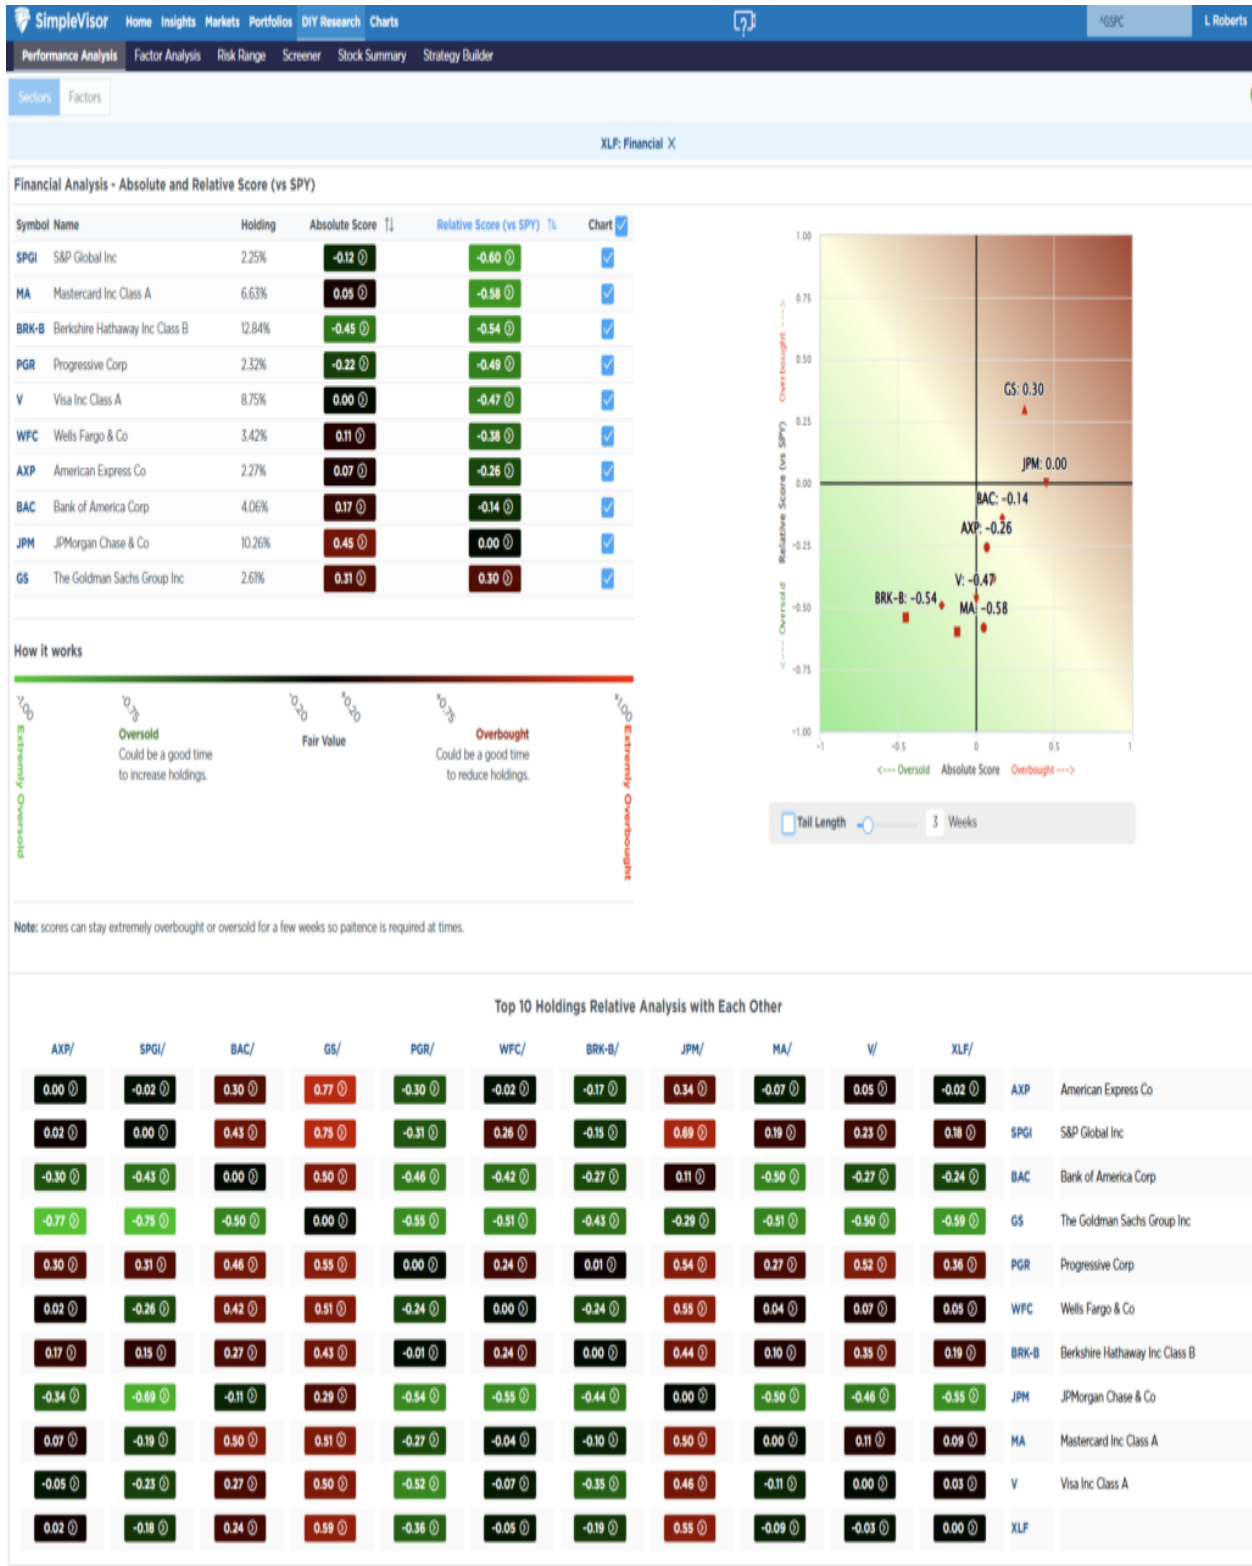 SimpleVisor Home Insights Markets Portfolios DIY Research Charts ^GSPC L Roberts
Performance Analysis Factor Analysis Risk Range Screener Stock Summary Strategy Builder
Sectors Factors
XLF: Financial X
Financial Analysis - Absolute and Relative Score (vs SPY)
Symbol Name Holding Absolute Score Relative Score (vs SPY) Chart
SPGI S&P Global Inc 2.25% -0.12 -0.60
MA Mastercard Inc Class A 6.63% 0.05 -0.58
BRK-B Berkshire Hathaway Inc Class B 12.84% -0.45 -0.54
PGR Progressive Corp 2.32% -0.22 -0.49
V Visa Inc Class A 8.75% 0.00 -0.47
WFC Wells Fargo & Co 3.42% 0.11 -0.38
AXP American Express Co 2.27% 0.07 -0.26
BAC Bank of America Corp 4.06% 0.17 -0.14
JPM JPMorgan Chase & Co 10.26% 0.45 0.00
GS The Goldman Sachs Group Inc 2.61% 0.31 0.30
How it works
-1.00 -0.75 -0.20 +0.20 +0.75 +1.00
Extremly Oversold
Oversold
Could be a good time
to increase holdings.
Fair Value
Overbought
Could be a good time
to reduce holdings.
Extremly Overbought
Note: scores can stay extremely overbought or oversold for a few weeks so paitence is required at times.
<--- Oversold Relative Score (vs SPY) Overbought --->
1.00
0.75
0.50
0.25
0.00
-0.25
-0.50
-0.75
-1.00
GS: 0.30
JPM: 0.00
BAC: -0.14
AXP: -0.26
V: -0.47
BRK-B: -0.54
MA: -0.58
-1 -0.5 0 0.5 1
<--- Oversold Absolute Score Overbought --->
Tail Length 3 Weeks
Top 10 Holdings Relative Analysis with Each Other
AXP/ SPGI/ BAC/ GS/ PGR/ WFC/ BRK-B/ JPM/ MA/ V/ XLF/
0.00 -0.02 0.30 0.77 -0.30 -0.02 -0.17 0.34 -0.07 0.05 -0.02 AXP American Express Co
0.02 0.00 0.43 0.75 -0.31 0.26 -0.15 0.69 0.19 0.23 0.18 SPGI S&P Global Inc
-0.30 -0.43 0.00 0.50 -0.46 -0.42 -0.27 0.11 -0.50 -0.27 -0.24 BAC Bank of America Corp
-0.77 -0.75 -0.50 0.00 -0.55 -0.51 -0.43 -0.29 -0.51 -0.50 -0.59 GS The Goldman Sachs Group Inc
0.30 0.31 0.46 0.55 0.00 0.24 0.01 0.54 0.27 0.52 0.36 PGR Progressive Corp
0.02 -0.26 0.42 0.51 -0.24 0.00 -0.24 0.55 0.04 0.07 0.05 WFC Wells Fargo & Co
0.17 0.15 0.27 0.43 -0.01 0.24 0.00 0.44 0.10 0.35 0.19 BRK-B Berkshire Hathaway Inc Class B
-0.34 -0.69 -0.11 0.29 -0.54 -0.55 -0.44 0.00 -0.50 -0.46 -0.55 JPM JPMorgan Chase & Co
0.07 -0.19 0.50 0.51 -0.27 -0.04 -0.10 0.50 0.00 0.11 0.09 MA Mastercard Inc Class A
-0.05 -0.23 0.27 0.50 -0.52 -0.07 -0.35 0.46 -0.11 0.00 0.03 V Visa Inc Class A
0.02 -0.18 0.24 0.59 -0.36 -0.05 -0.19 0.55 -0.09 -0.03 0.00 XLF